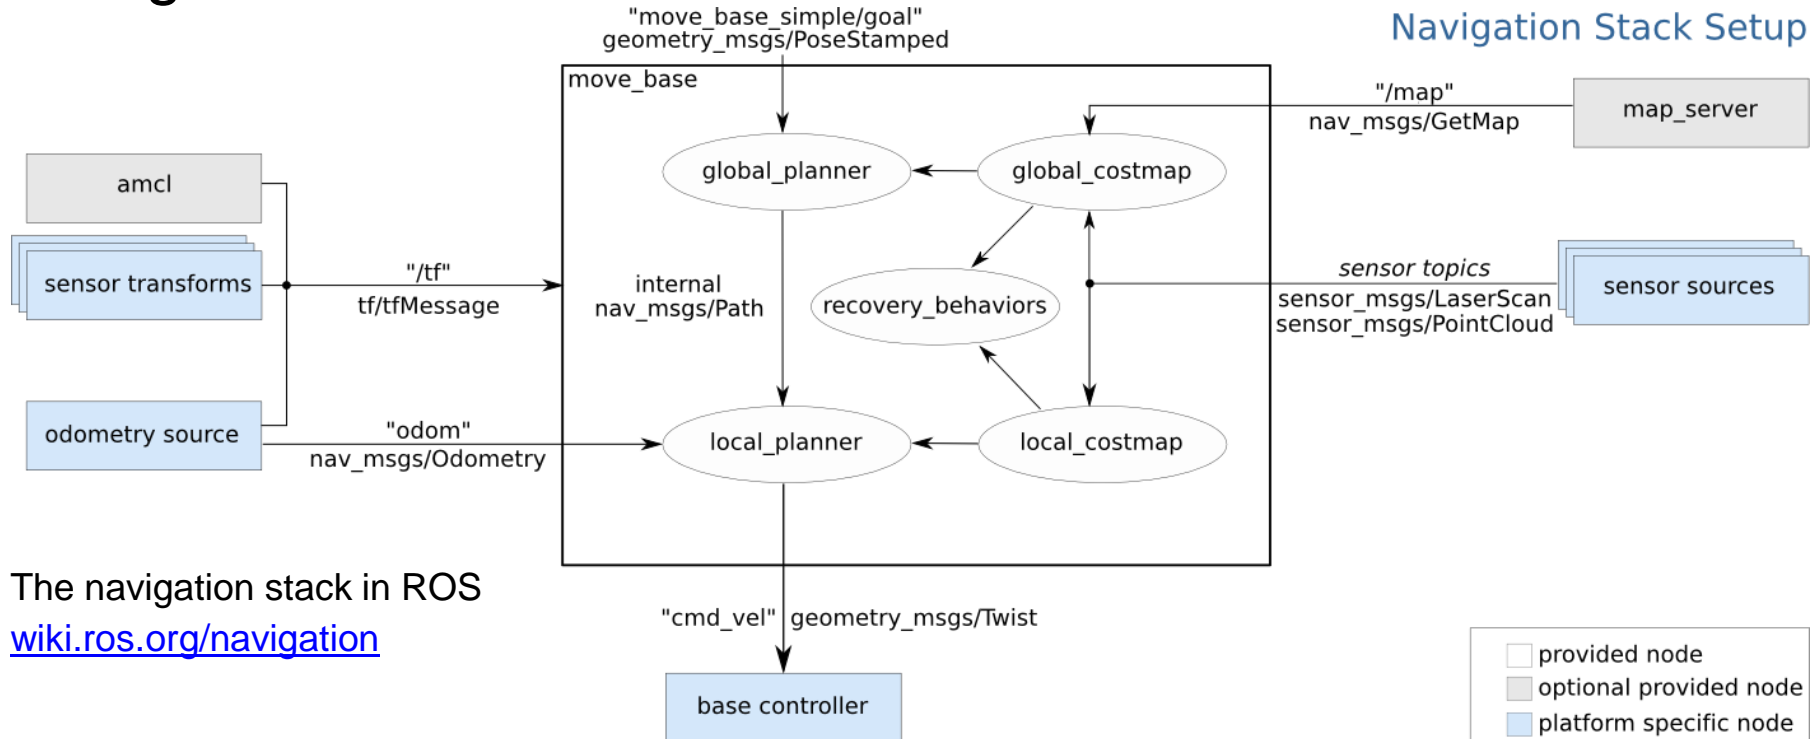 "move_base_simple/goal"
geometry_msgs/PoseStamped
Navigation Stack Setup
move_base
"/map"
nav_msgs/GetMap
map_server
global_planner
global_costmap
amcl
sensor transforms
"/tf"
tf/tfMessage
internal
nav_msgs/Path
recovery_behaviors
sensor topics
sensor_msgs/LaserScan
sensor_msgs/PointCloud
sensor sources
odometry source
"odom"
nav_msgs/Odometry
local_planner
local_costmap
The navigation stack in ROS
wiki.ros.org/navigation
"cmd_vel"
geometry_msgs/Twist
base controller
provided node
optional provided node
platform specific node